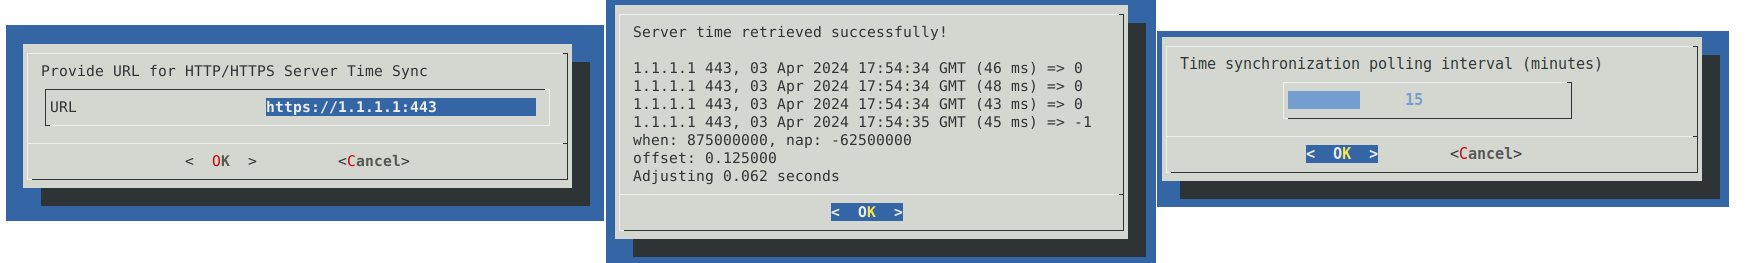 Provide URL for HTTP/HTTPS Server Time Sync
URL https://1.1.1.1:443
< OK > <Cancel>
Server time retrieved successfully!
1.1.1.1 443, 03 Apr 2024 17:54:34 GMT (46 ms) => 0
1.1.1.1 443, 03 Apr 2024 17:54:34 GMT (48 ms) => 0
1.1.1.1 443, 03 Apr 2024 17:54:34 GMT (43 ms) => 0
1.1.1.1 443, 03 Apr 2024 17:54:35 GMT (45 ms) => -1
when: 875000000, nap: -62500000
offset: 0.125000
Adjusting 0.062 seconds
< OK >
Time synchronization polling interval (minutes)
15
< OK > <Cancel>